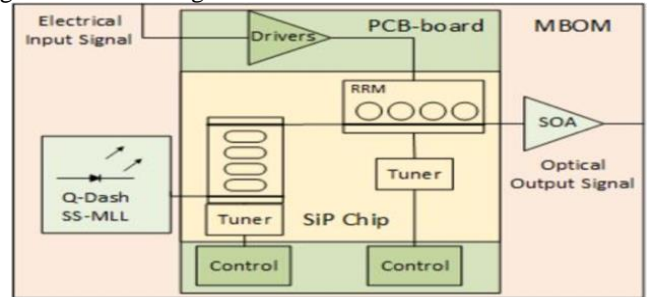 Electrical
Input Signal
Drivers
PCB-board
MBOM
RRM
SOA
Optical
Output Signal
Q-Dash
SS-MLL
Tuner
Tuner
SiP Chip
Control
Control